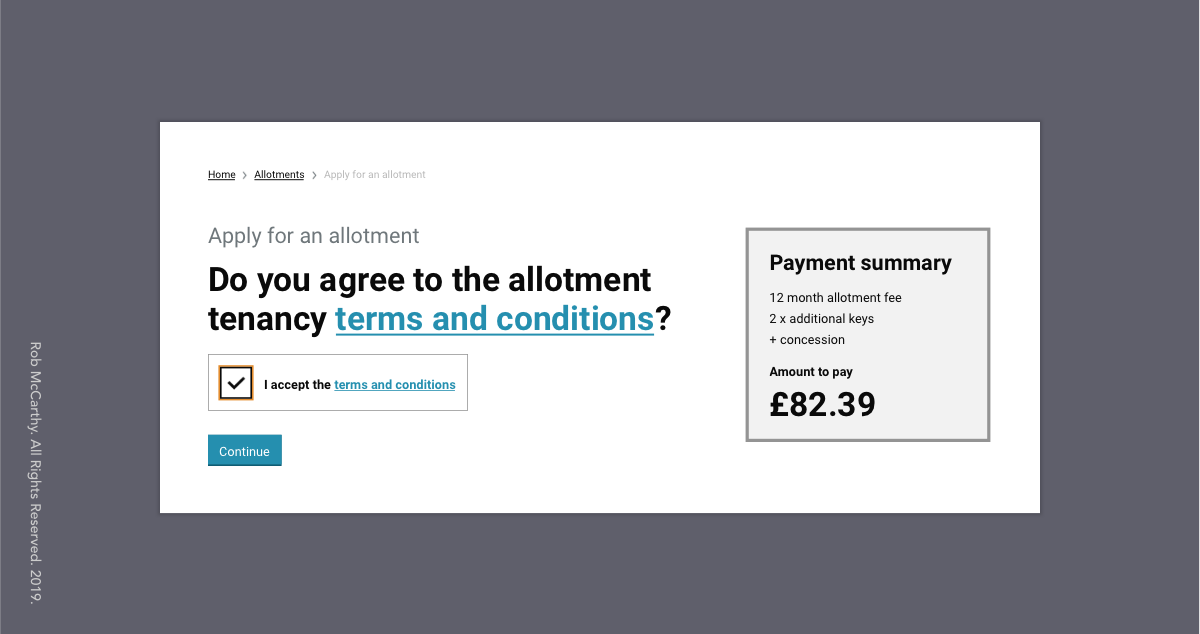 Home > Allotments > Apply for an allotment
Apply for an allotment
Do you agree to the allotment
tenancy terms and conditions?
I accept the terms and conditions
Continue
Payment summary
12 month allotment fee
2 x additional keys
+ concession
Amount to pay
£82.39
Rob McCarthy. All Rights Reserved. 2019.